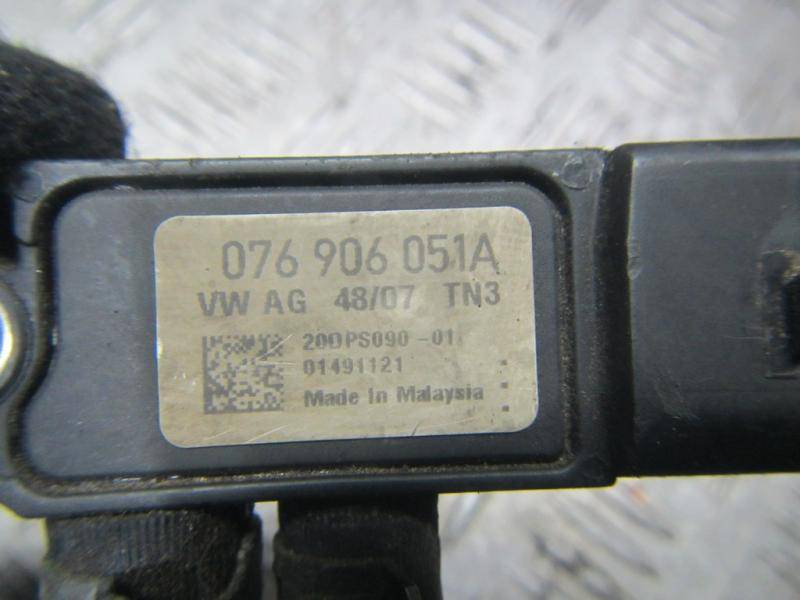 076 906 051A
VW AG 48/07 TN3
20DPS090-01
01491121
Made In Malaysia